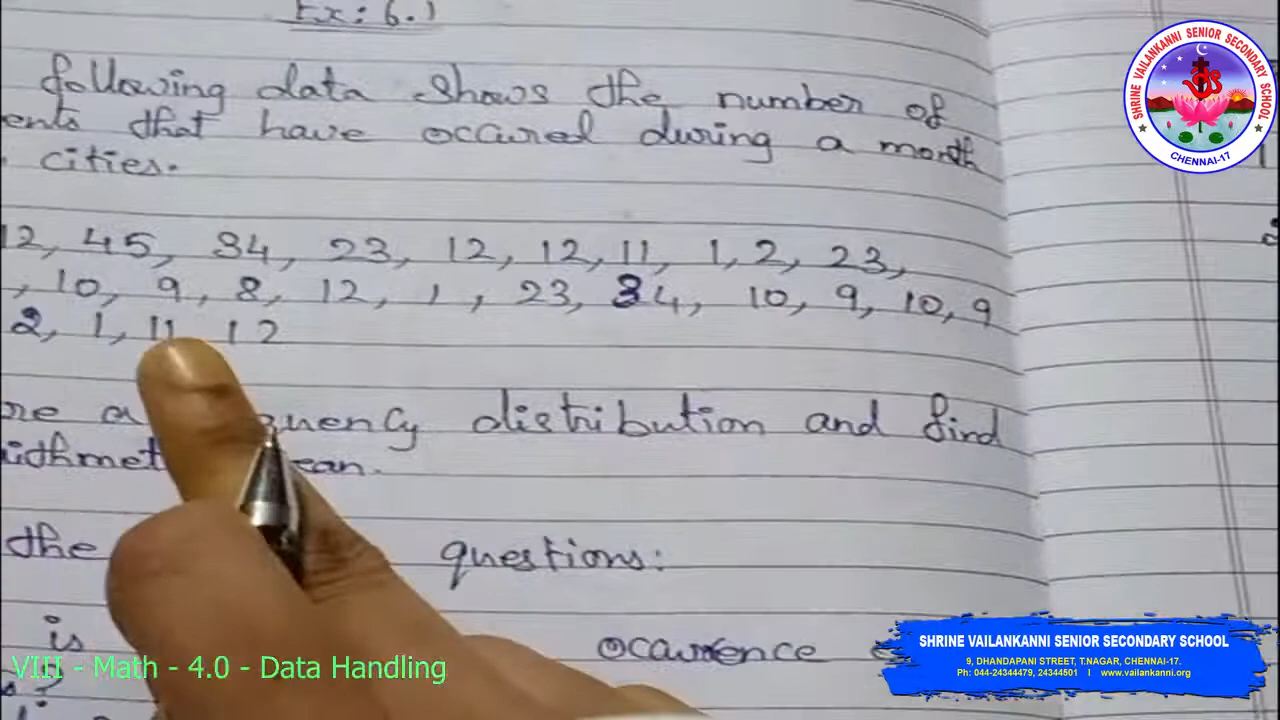 Ex: 6.1
following data shows the number of
ents that have occured during a month
cities.
12, 45, 34, 23, 12, 12, 11, 1, 2, 23,
, 10, 9, 8, 12, 1, 23, 34, 10, 9, 10, 9
2, 1, 11 12
re a uency distribution and find
ithmet ean.
the questions:
is occurrence
VIII - Math - 4.0 - Data Handling
SHRINE VAILANKANNI SENIOR SECONDARY SCHOOL
CHENNAI-17
SHRINE VAILANKANNI SENIOR SECONDARY SCHOOL
9, DHANDAPANI STREET, T.NAGAR, CHENNAI-17.
Ph: 044-24344479, 24344501 I www.vailankanni.org